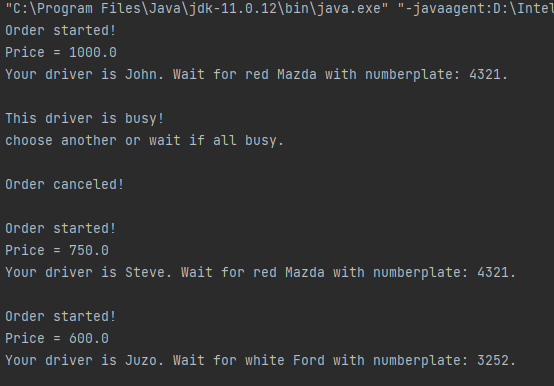 "C:\Program Files\Java\jdk-11.0.12\bin\java.exe" "-javaagent:D:\Intel
Order started!
Price = 1000.0
Your driver is John. Wait for red Mazda with numberplate: 4321.
This driver is busy!
choose another or wait if all busy.
Order canceled!
Order started!
Price = 750.0
Your driver is Steve. Wait for red Mazda with numberplate: 4321.
Order started!
Price = 600.0
Your driver is Juzo. Wait for white Ford with numberplate: 3252.